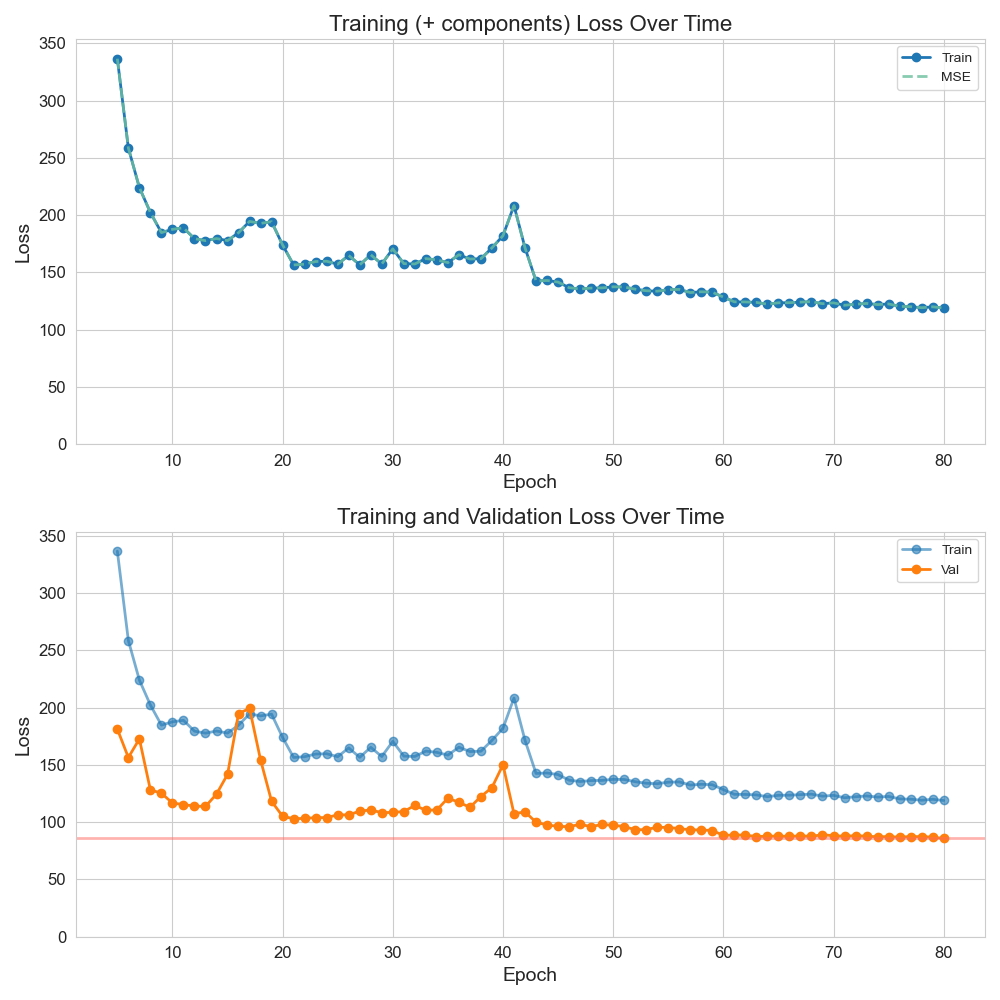 Training (+ components) Loss Over Time
350
300
250
200
150
100
50
0
Loss
Train
MSE
10 20 30 40 50 60 70 80
Epoch
Training and Validation Loss Over Time
350
300
250
200
150
100
50
0
Loss
Train
Val
10 20 30 40 50 60 70 80
Epoch